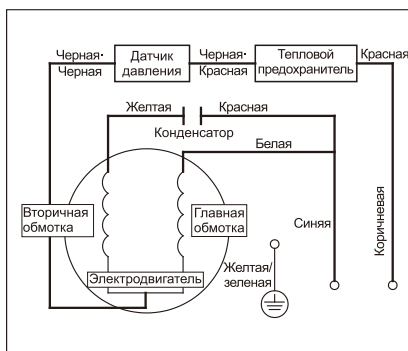 Черная·
Черная
Датчик
давления
Черная·
Красная
Тепловой
предохранитель
Красная
Желтая
Красная
Конденсатор
Белая
Вторичная
обмотка
Главная
обмотка
Синяя
Коричневая
Желтая/
зеленая
Электродвигатель